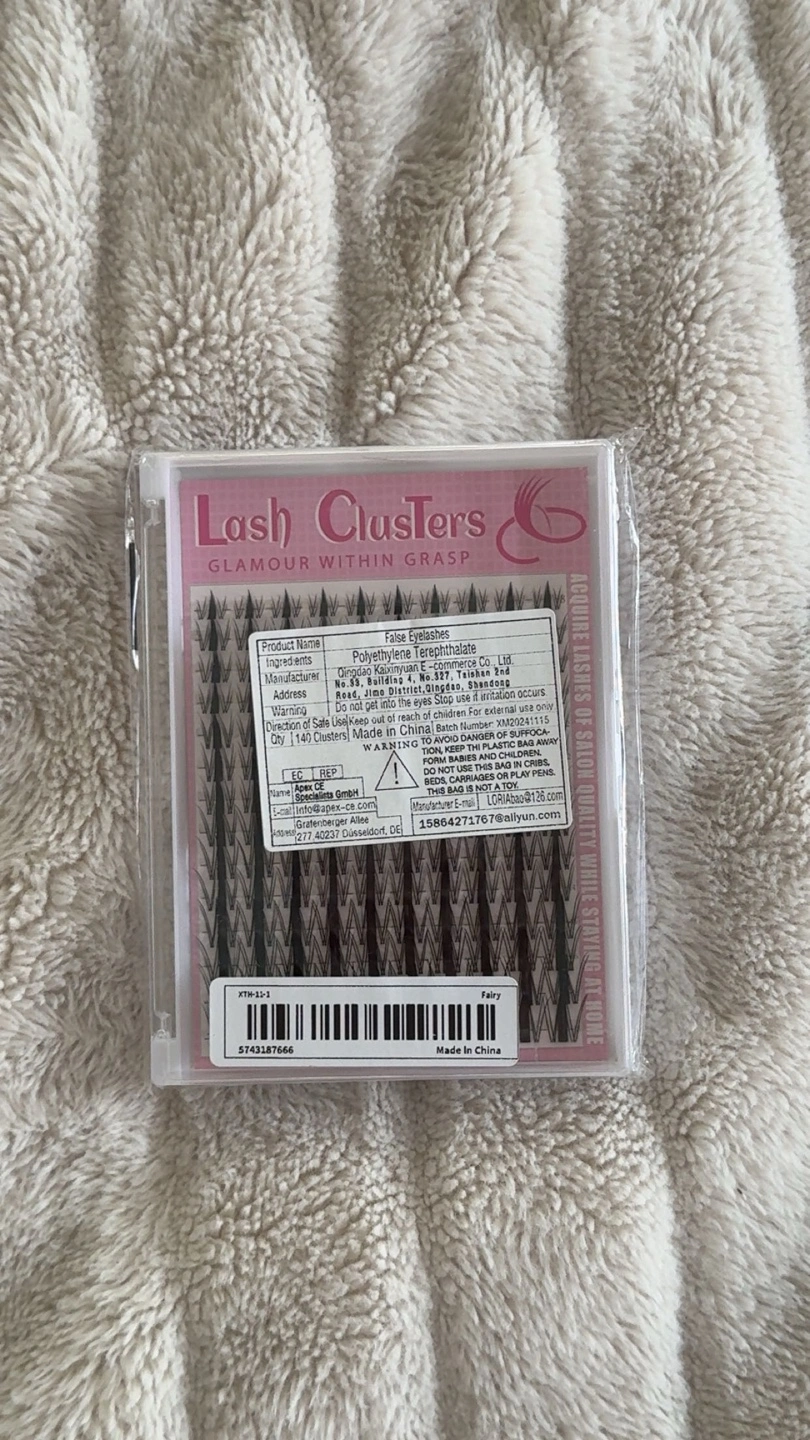 Lash ClusTers
GLAMOUR WITHIN GRASP
ACQUIRE LASHES OF SALON QUALITY WHILE STAYING AT HOME
Product Name False Eyelashes
Ingredients Polyethylene Terephthalate
Manufacturer Qingdao Kaixinyuan E-commerce Co., Ltd.
Address No.33, Building 4, No.327, Taishan 2nd
Road, Jimo District,Qingdao, Shandong
Warning Do not get into the eyes Stop use if irritation occurs
Direction of Safe Use Keep out of reach of children For external use only
Qty 140 Clusters Made in China Batch Number: XM20241115
WARNING
TO AVOID DANGER OF SUFFOCA-
TION, KEEP THI PLASTIC BAG AWAY
FORM BABIES AND CHILDREN.
DO NOT USE THIS BAG IN CRIBS,
BEDS, CARRIAGES OR PLAY PENS.
THIS BAG IS NOT A TOY.
EC REP
Name: Apex CE
Specialists GmbH
E-mail: Info@apex-ce.com
Address: Grafenberger Allee
277,40237 Düsseldorf, DE
Manufacturer E-mail: LORIAbao@126.com
15864271767@aliyun.com
XTH-11-1 Fairy
5743187666 Made in China